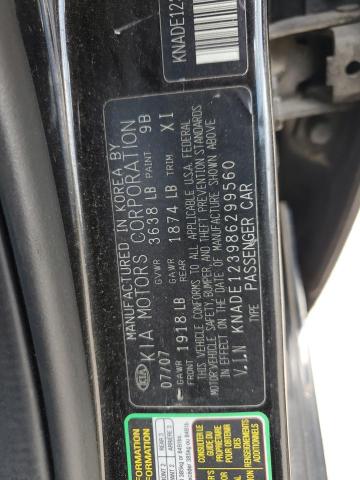 KNADE12
MANUFACTURED IN KOREA BY
KIA KIA MOTORS CORPORATION
07/07 GVWR 3638 LB PAINT 9B
GAWR FRONT 1918 LB GAWR REAR 1874 LB TRIM XI
THIS VEHICLE CONFORMS TO ALL APPLICABLE U.S.A. FEDERAL
MOTOR VEHICLE SAFETY, BUMPER, AND THEFT PREVENTION STANDARDS
IN EFFECT ON THE DATE OF MANUFACTURE SHOWN ABOVE
V.I.N KNADE123986299560
TYPE PASSENGER CAR